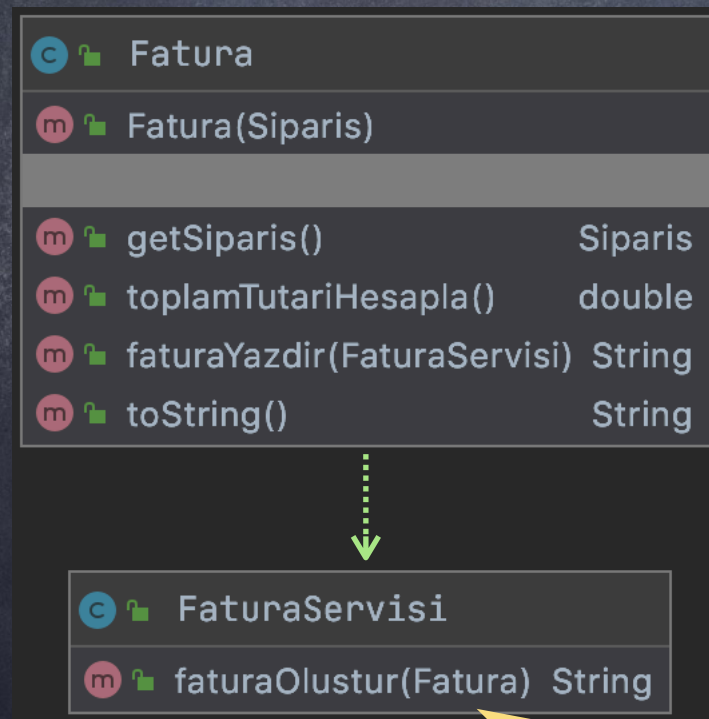 Fatura
Fatura(Siparis)
getSiparis() Siparis
toplamTutariHesapla() double
faturaYazdir(FaturaServisi) String
toString() String
FaturaServisi
faturaOlustur(Fatura) String